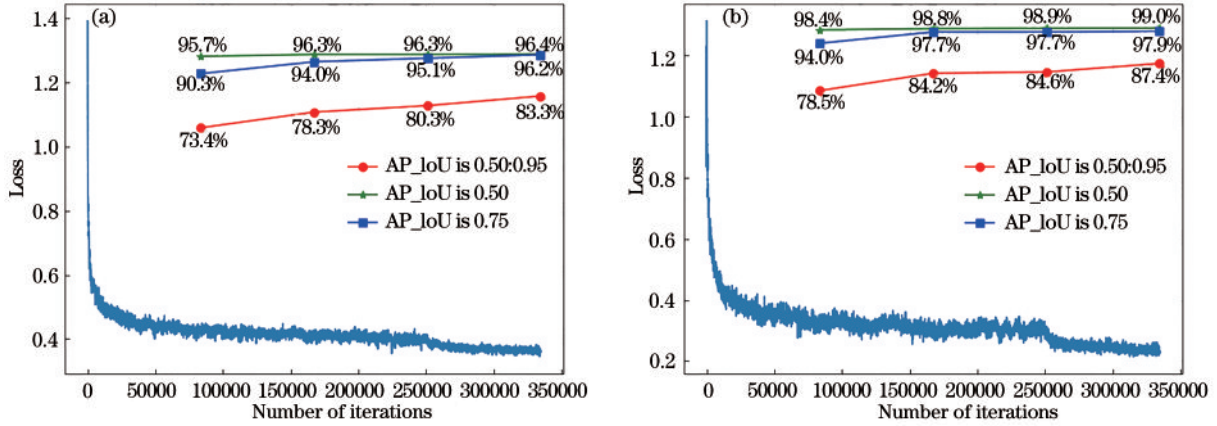 (a)
1.4
1.2
1.0
0.8
0.6
0.4
Loss
95.7% 96.3% 96.3% 96.4%
90.3% 94.0% 95.1% 96.2%
73.4% 78.3% 80.3% 83.3%
AP_loU is 0.50:0.95
AP_loU is 0.50
AP_loU is 0.75
0 50000 100000 150000 200000 250000 300000 350000
Number of iterations
(b)
1.2
1.0
0.8
0.6
0.4
0.2
Loss
98.4% 98.8% 98.9% 99.0%
94.0% 97.7% 97.7% 97.9%
78.5% 84.2% 84.6% 87.4%
AP_loU is 0.50:0.95
AP_loU is 0.50
AP_loU is 0.75
0 50000 100000 150000 200000 250000 300000 350000
Number of iterations